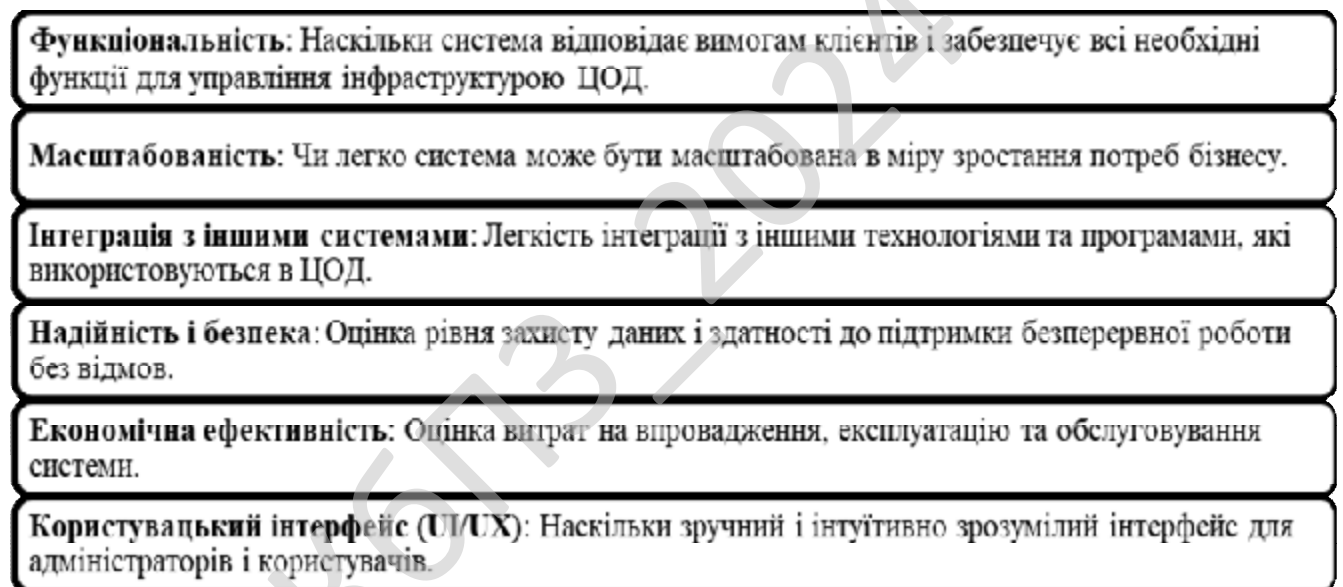 Функціональність: Наскільки система відповідає вимогам клієнтів і забезпечує всі необхідні
функції для управління інфраструктурою ЦОД.
Масштабованість: Чи легко система може бути масштабована в міру зростання потреб бізнесу.
Інтеграція з іншими системами: Легкість інтеграції з іншими технологіями та програмами, які
використовуються в ЦОД.
Надійність і безпека: Оцінка рівня захисту даних і здатності до підтримки безперервної роботи
без відмов.
Економічна ефективність: Оцінка витрат на впровадження, експлуатацію та обслуговування
системи.
Користувацький інтерфейс (UI/UX): Наскільки зручний і інтуїтивно зрозумілий інтерфейс для
адміністраторів і користувачів.